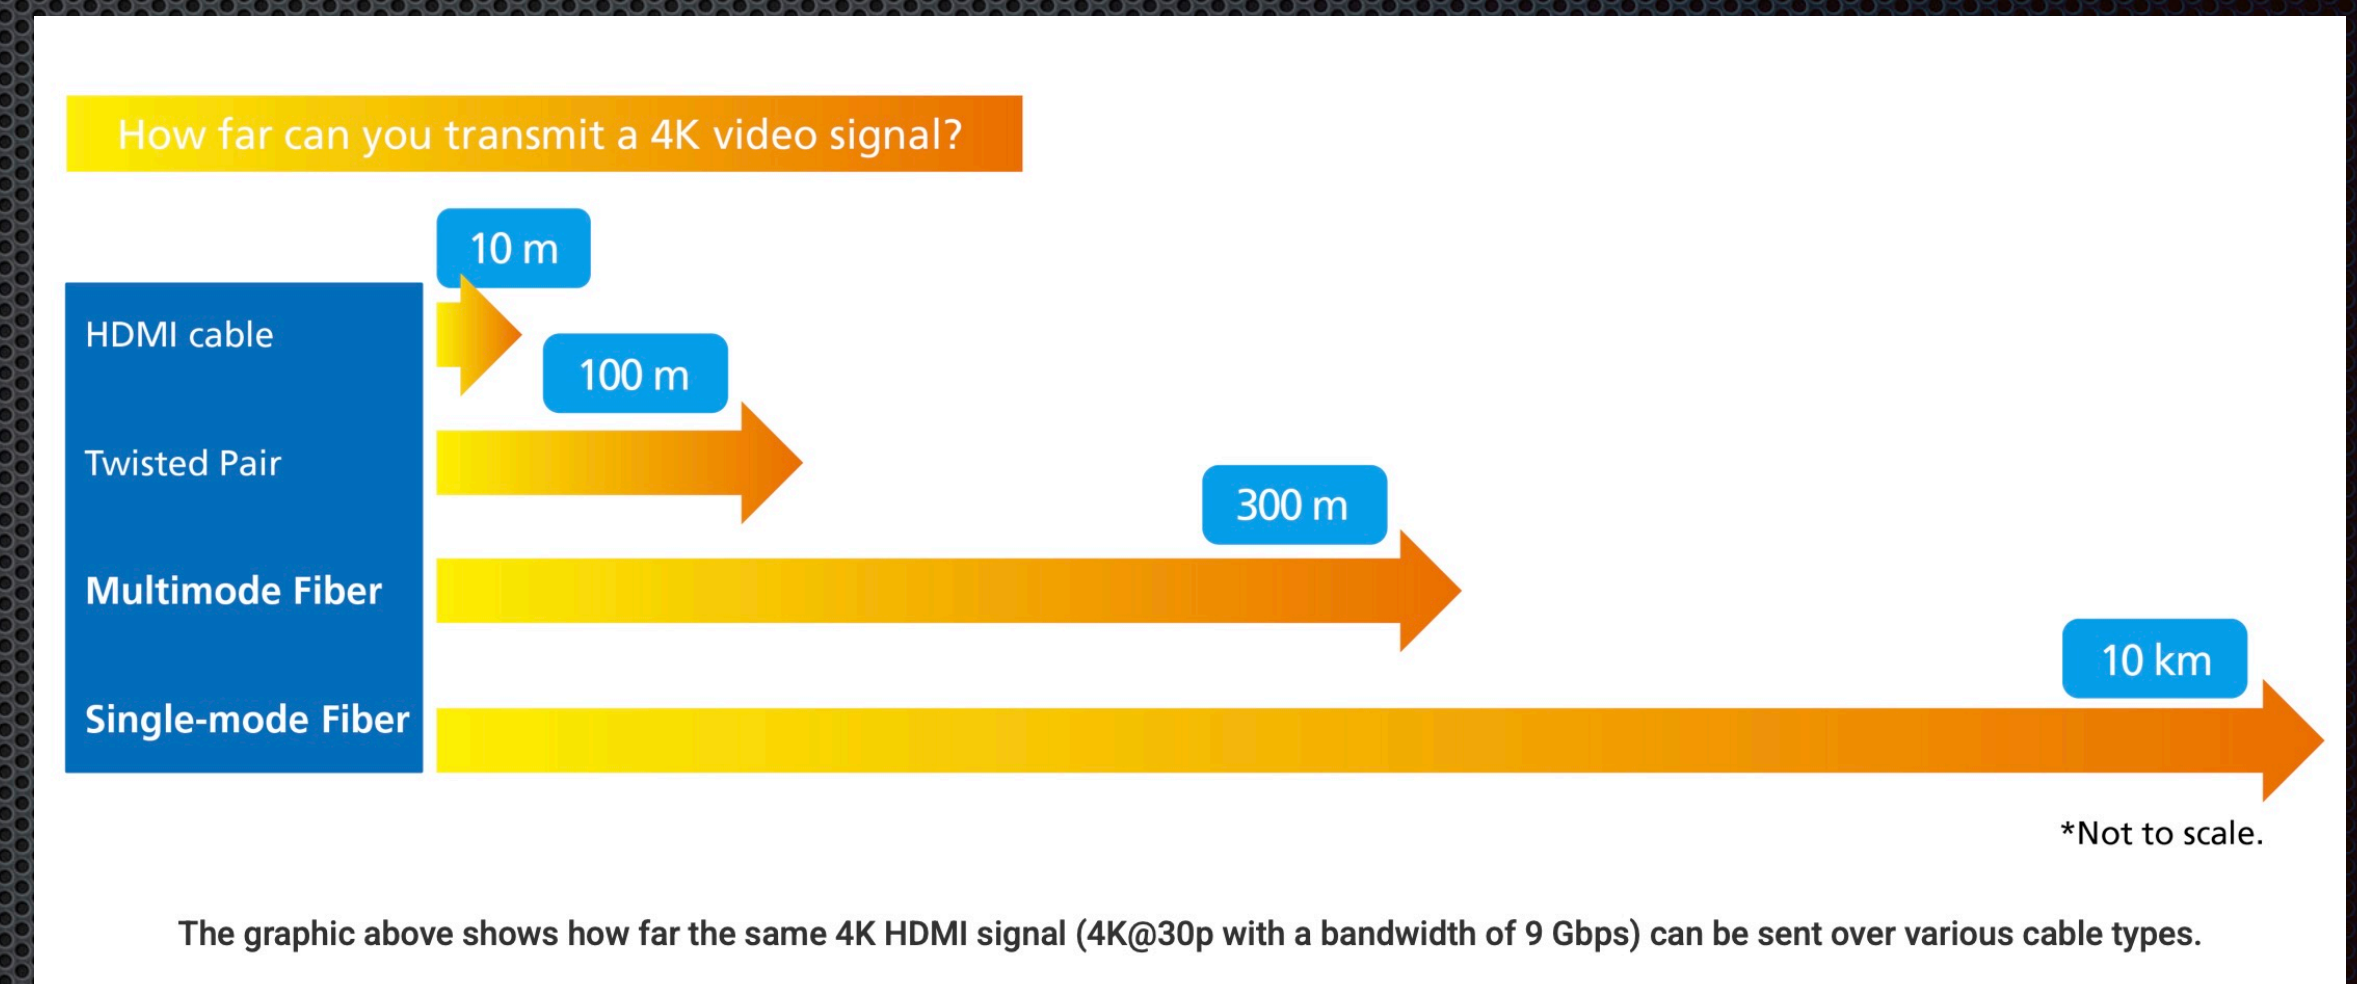 How far can you transmit a 4K video signal?
10 m
HDMI cable
100 m
Twisted Pair
300 m
Multimode Fiber
10 km
Single-mode Fiber
*Not to scale.
The graphic above shows how far the same 4K HDMI signal (4K@30p with a bandwidth of 9 Gbps) can be sent over various cable types.